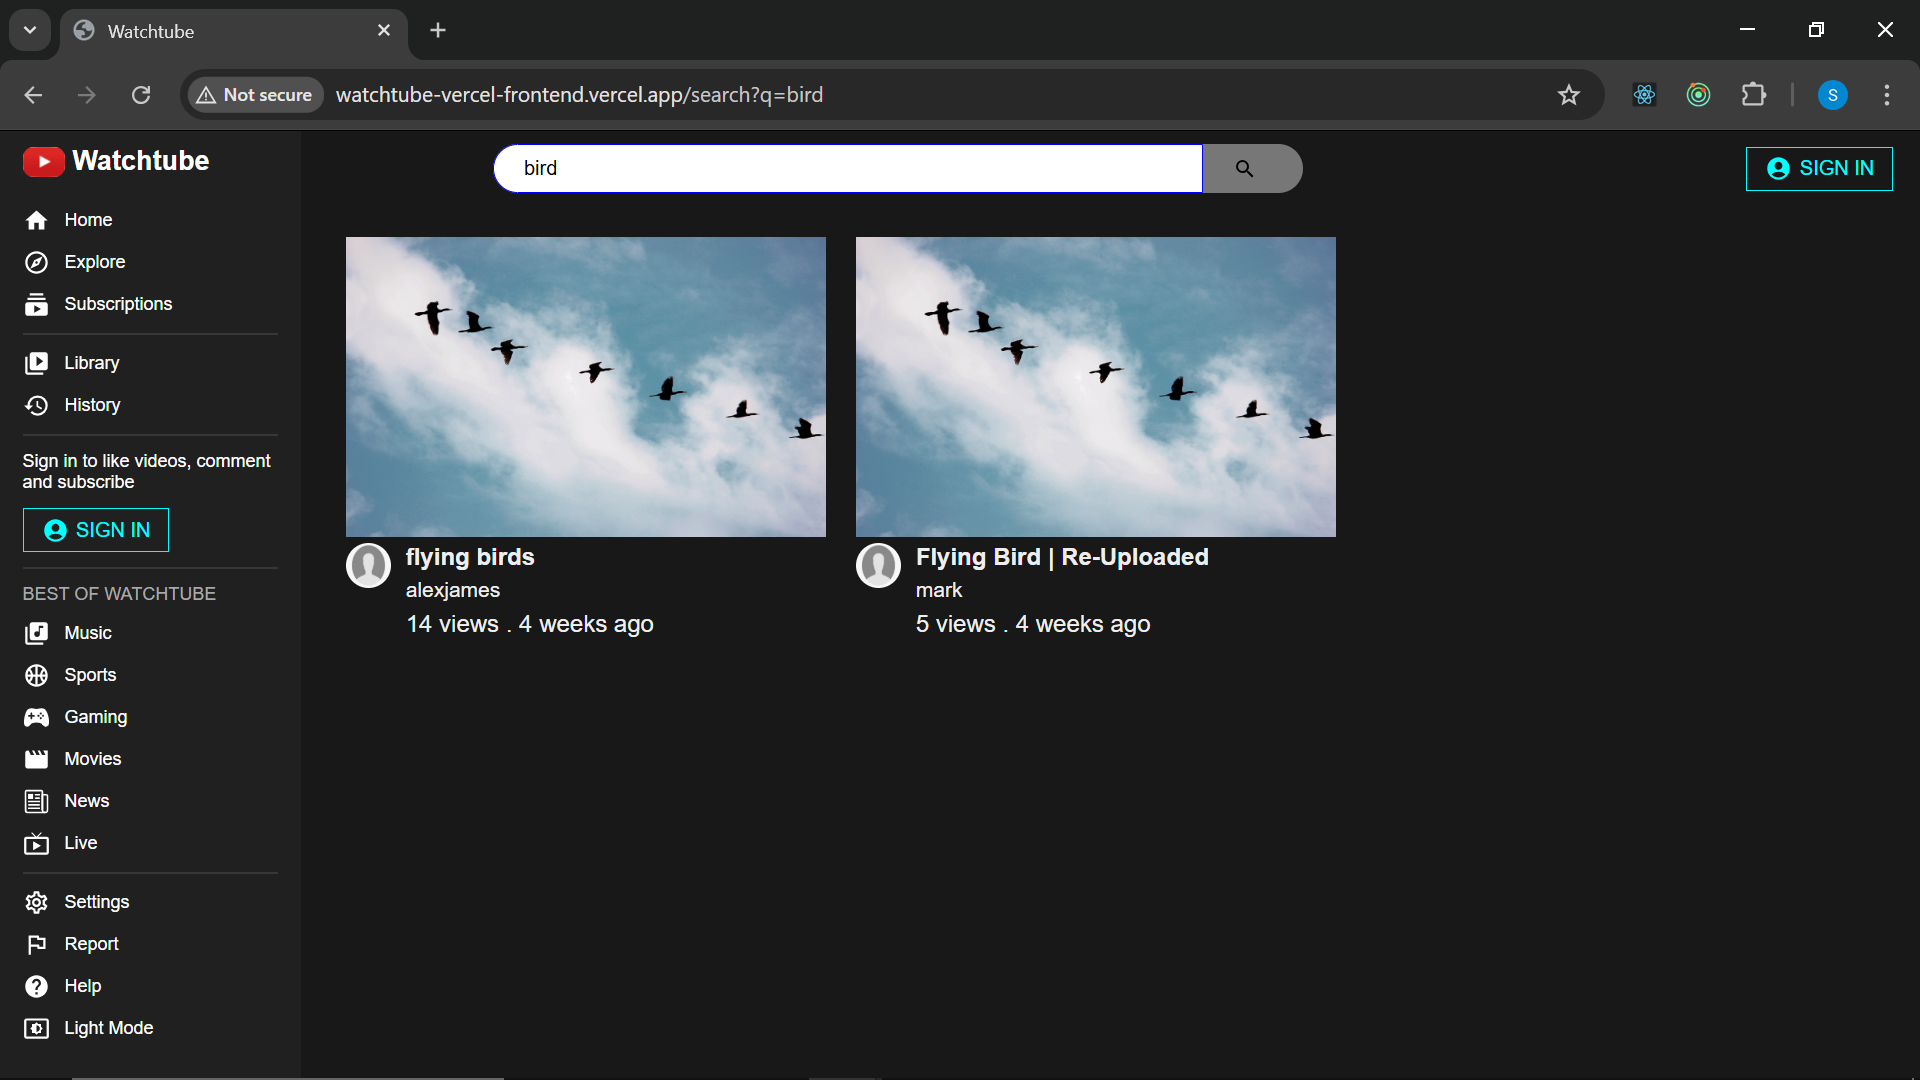 Watchtube
Not secure
watchtube-vercel-frontend.vercel.app/search?q=bird
S
Watchtube
bird
SIGN IN
Home
Explore
Subscriptions
Library
History
Sign in to like videos, comment
and subscribe
SIGN IN
BEST OF WATCHTUBE
Music
Sports
Gaming
Movies
News
Live
Settings
Report
Help
Light Mode
flying birds
alexjames
14 views . 4 weeks ago
Flying Bird | Re-Uploaded
mark
5 views . 4 weeks ago